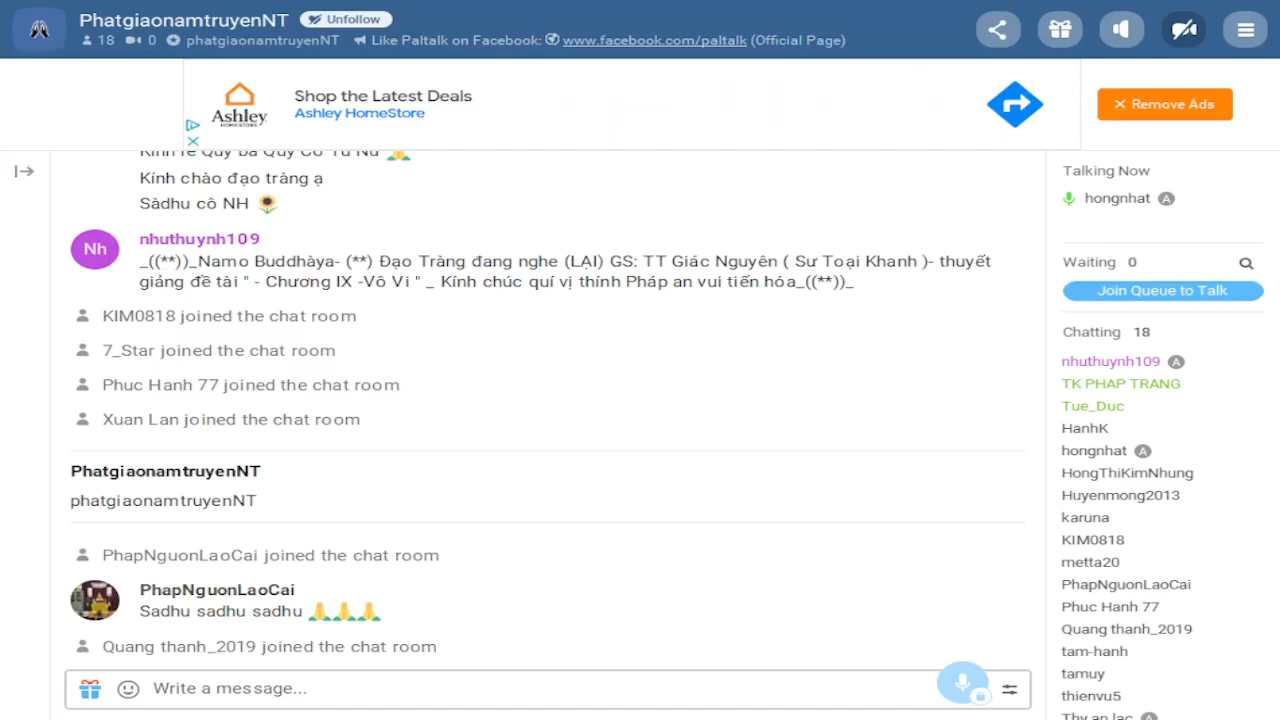 PhatgiaonamtruyenNT Unfollow
18 0 phatgiaonamtruyenNT Like Paltalk on Facebook: www.facebook.com/paltalk (Official Page)
Ashley
HOMESTORE
Shop the Latest Deals
Ashley HomeStore
Remove Ads
Kính lễ Quý bà Quý Cô Tu Nữ
Kính chào đạo tràng ạ
Sàdhu cô NH
Nh
nhuthuynh109
_((**))_Namo Buddhàya- (**) Đạo Tràng đang nghe (LẠI) GS: TT Giác Nguyên ( Sư Toại Khanh )- thuyết
giảng đề tài " - Chương IX -Vô Vi " _ Kính chúc quí vị thính Pháp an vui tiến hóa_((**))_
KIM0818 joined the chat room
7_Star joined the chat room
Phuc Hanh 77 joined the chat room
Xuan Lan joined the chat room
PhatgiaonamtruyenNT
phatgiaonamtruyenNT
PhapNguonLaoCai joined the chat room
PhapNguonLaoCai
Sadhu sadhu sadhu
Quang thanh_2019 joined the chat room
Write a message...
Talking Now
hongnhat A
Waiting 0
Join Queue to Talk
Chatting 18
nhuthuynh109 A
TK PHAP TRANG
Tue_Duc
HanhK
hongnhat A
HongThiKimNhung
Huyenmong2013
karuna
KIM0818
metta20
PhapNguonLaoCai
Phuc Hanh 77
Quang thanh_2019
tam-hanh
tamuy
thienvu5
Thy an lac A